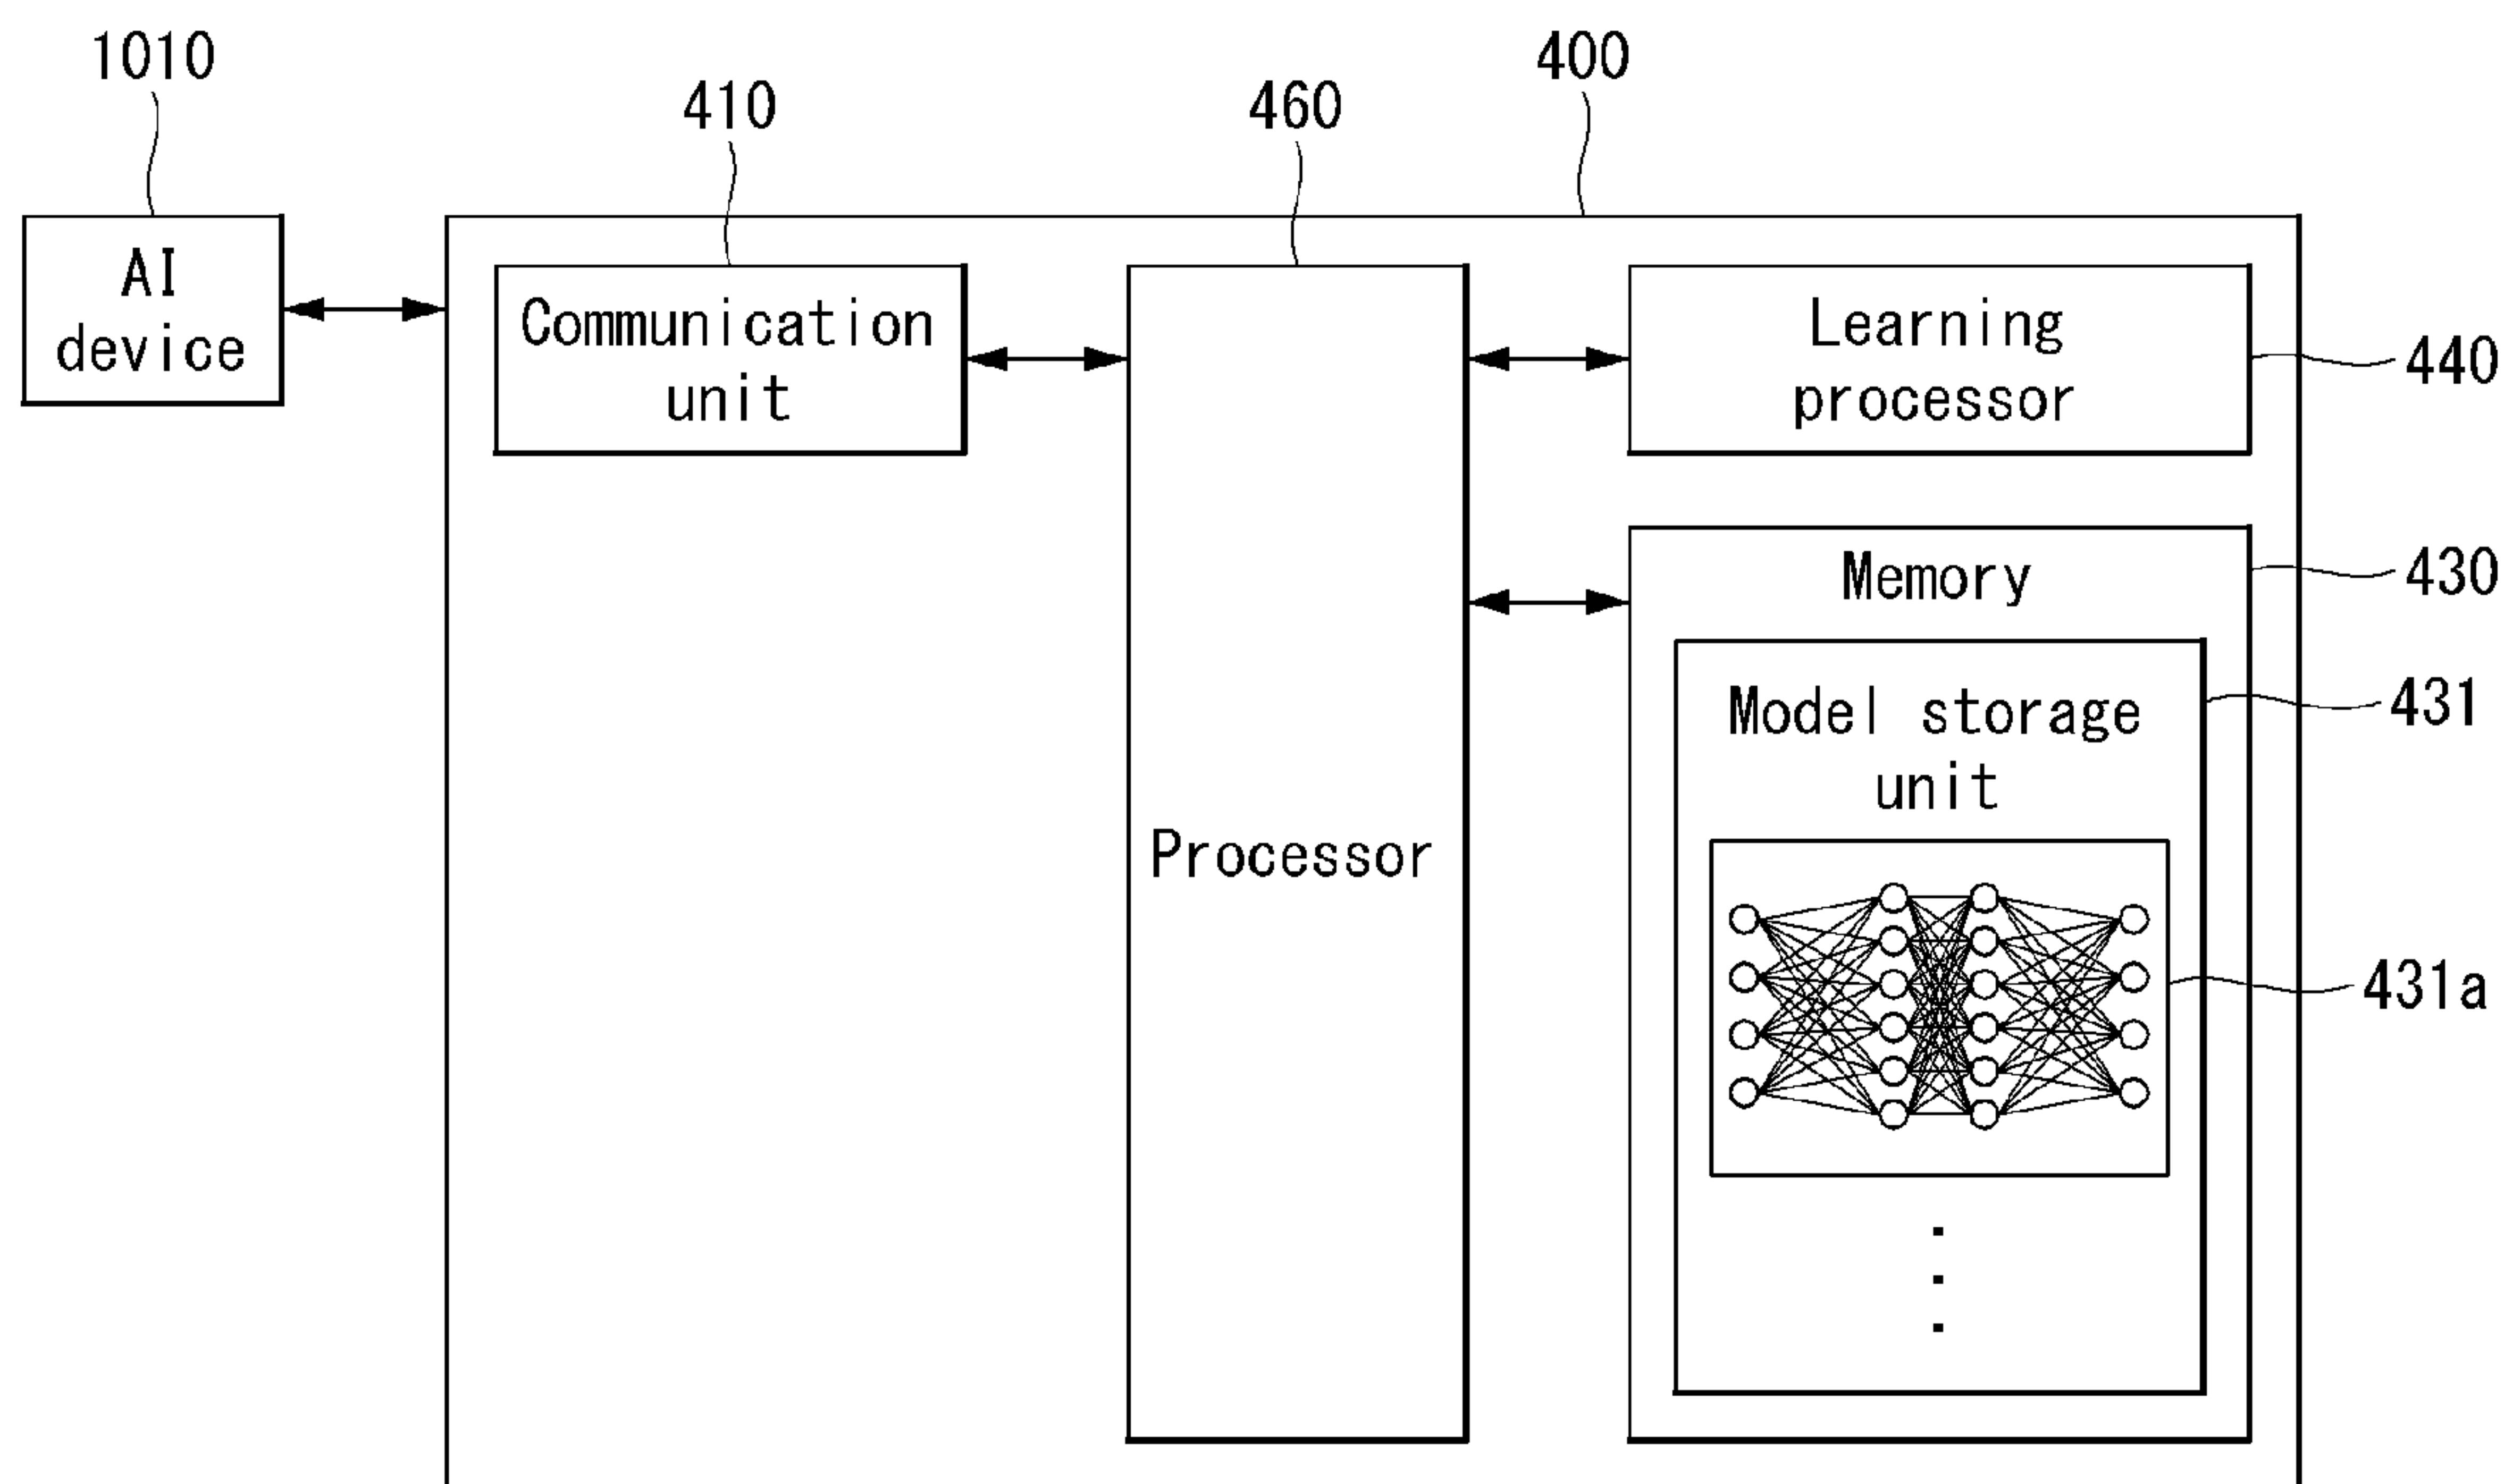 1010
400
410
460
AI
device
Communication
unit
Learning
processor
440
Memory
430
Model storage
unit
431
Processor
431a